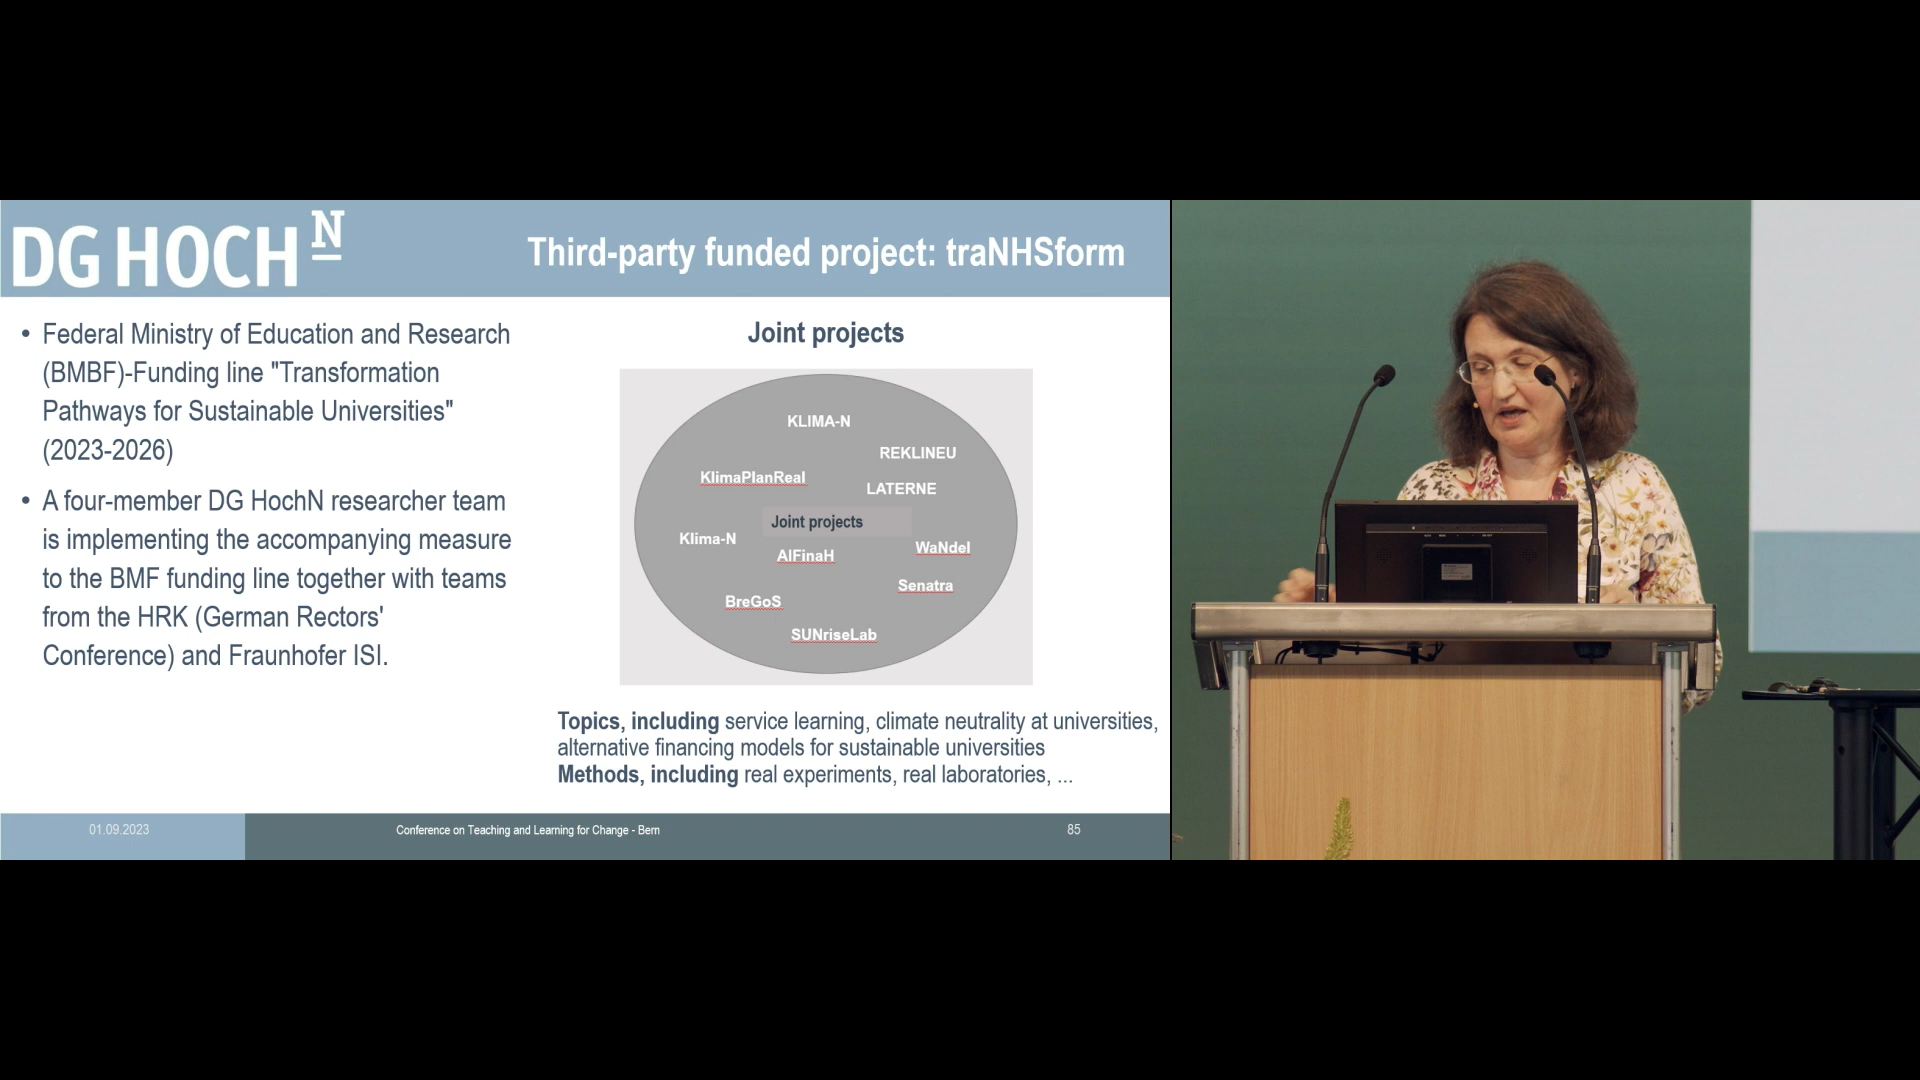 DG HOCH N
Third-party funded project: traNHSform
• Federal Ministry of Education and Research
(BMBF)-Funding line "Transformation
Pathways for Sustainable Universities"
(2023-2026)
• A four-member DG HochN researcher team
is implementing the accompanying measure
to the BMF funding line together with teams
from the HRK (German Rectors'
Conference) and Fraunhofer ISI.
Joint projects
KLIMA-N
REKLINEU
KlimaPlanReal
LATERNE
Joint projects
Klima-N
AlFinaH
WaNdel
Senatra
BreGoS
SUNriseLab
Topics, including service learning, climate neutrality at universities,
alternative financing models for sustainable universities
Methods, including real experiments, real laboratories, ...
01.09.2023
Conference on Teaching and Learning for Change - Bern
85